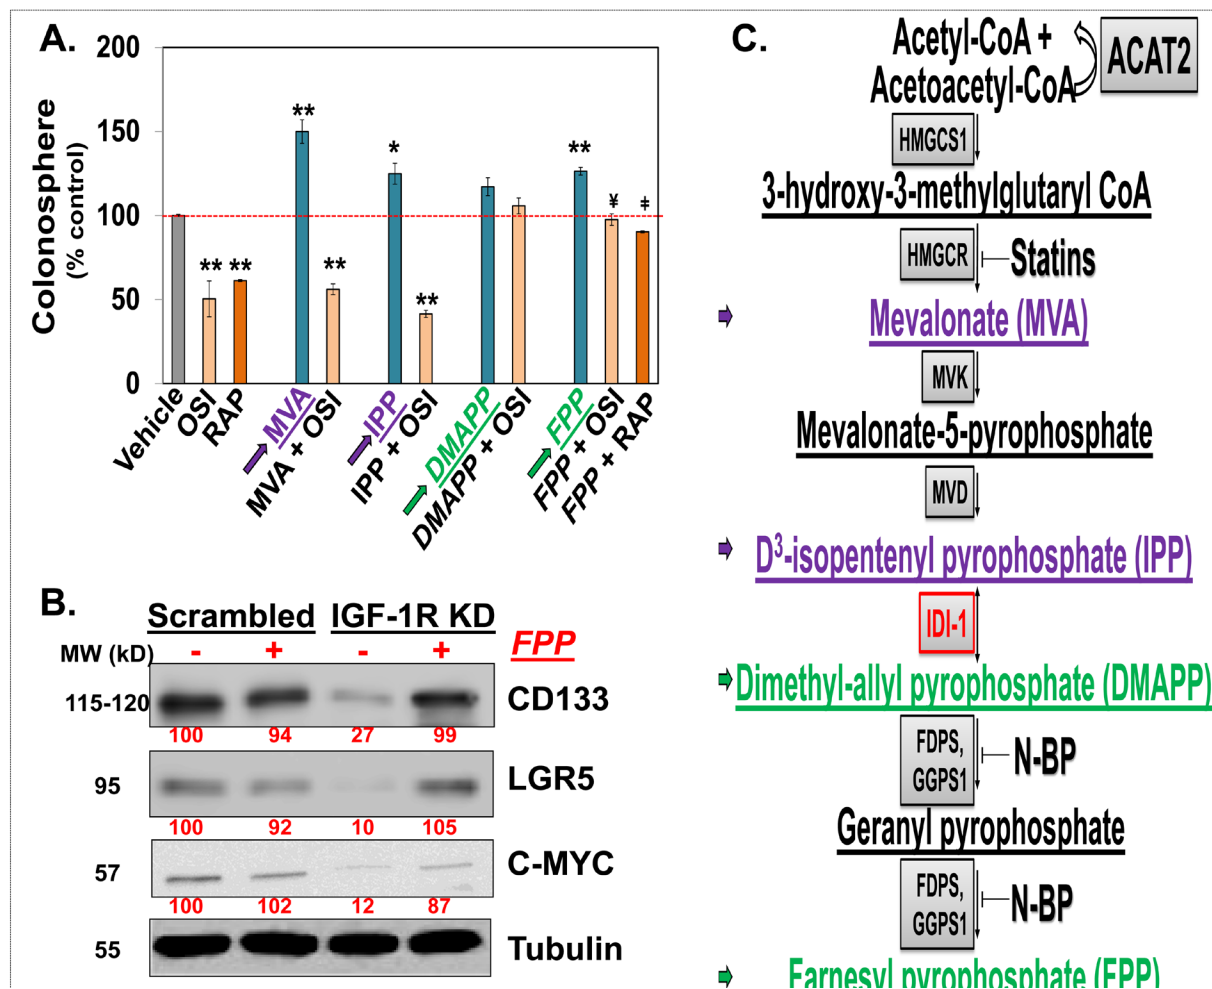 A.
200
150
100
50
0
Colonosphere
(% control)
**
**
**
**
*
**
**
¥
ǂ
Vehicle
OSI
RAP
MVA
MVA + OSI
IPP
IPP + OSI
DMAPP
DMAPP + OSI
FPP
FPP + OSI
FPP + RAP
B.
Scrambled IGF-1R KD
MW (kD) - + - + FPP
115-120 CD133
100 94 27 99
95 LGR5
100 92 10 105
57 C-MYC
100 102 12 87
55 Tubulin
C.
Acetyl-CoA +
Acetoacetyl-CoA
ACAT2
HMGCS1
3-hydroxy-3-methylglutaryl CoA
HMGCR Statins
Mevalonate (MVA)
MVK
Mevalonate-5-pyrophosphate
MVD
D³-isopentenyl pyrophosphate (IPP)
IDI-1
Dimethyl-allyl pyrophosphate (DMAPP)
FDPS,
GGPS1
N-BP
Geranyl pyrophosphate
FDPS,
GGPS1
N-BP
Farnesyl pyrophosphate (FPP)